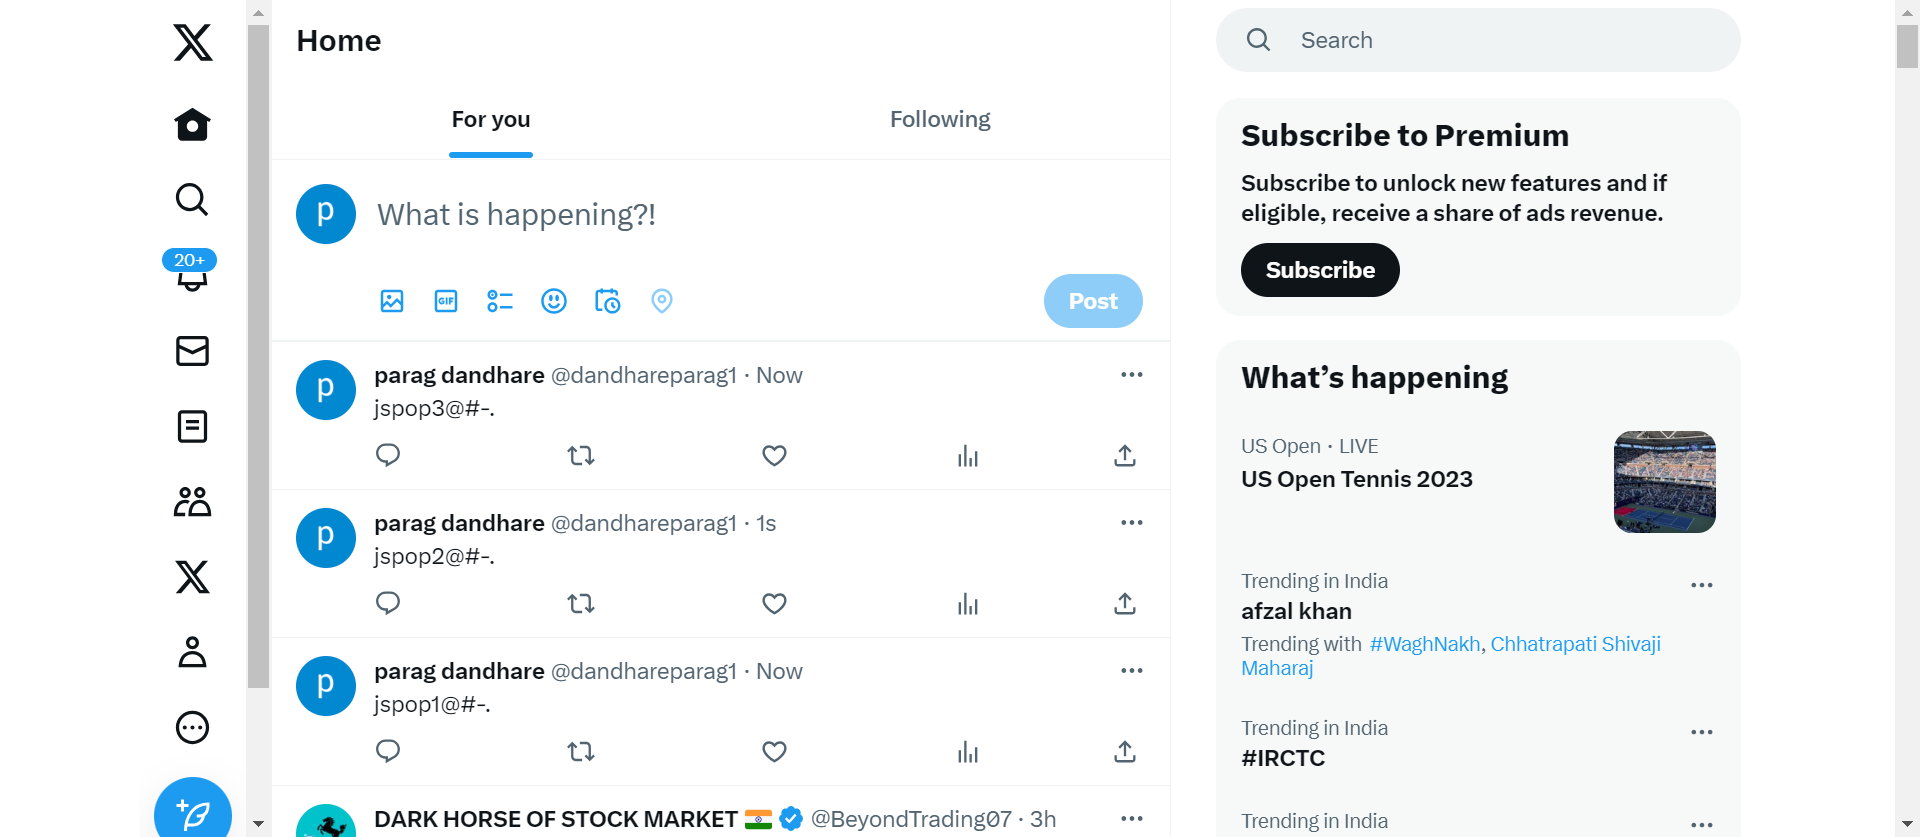 Home
For you
Following
20+
p
What is happening?!
GIF
Post
p
parag dandhare @dandhareparag1 · Now
jspop3@#-.
p
parag dandhare @dandhareparag1 · 1s
jspop2@#-.
p
parag dandhare @dandhareparag1 · Now
jspop1@#-.
DARK HORSE OF STOCK MARKET @BeyondTrading07 · 3h
Search
Subscribe to Premium
Subscribe to unlock new features and if
eligible, receive a share of ads revenue.
Subscribe
What’s happening
US Open · LIVE
US Open Tennis 2023
Trending in India
afzal khan
Trending with #WaghNakh, Chhatrapati Shivaji
Maharaj
Trending in India
#IRCTC
Trending in India